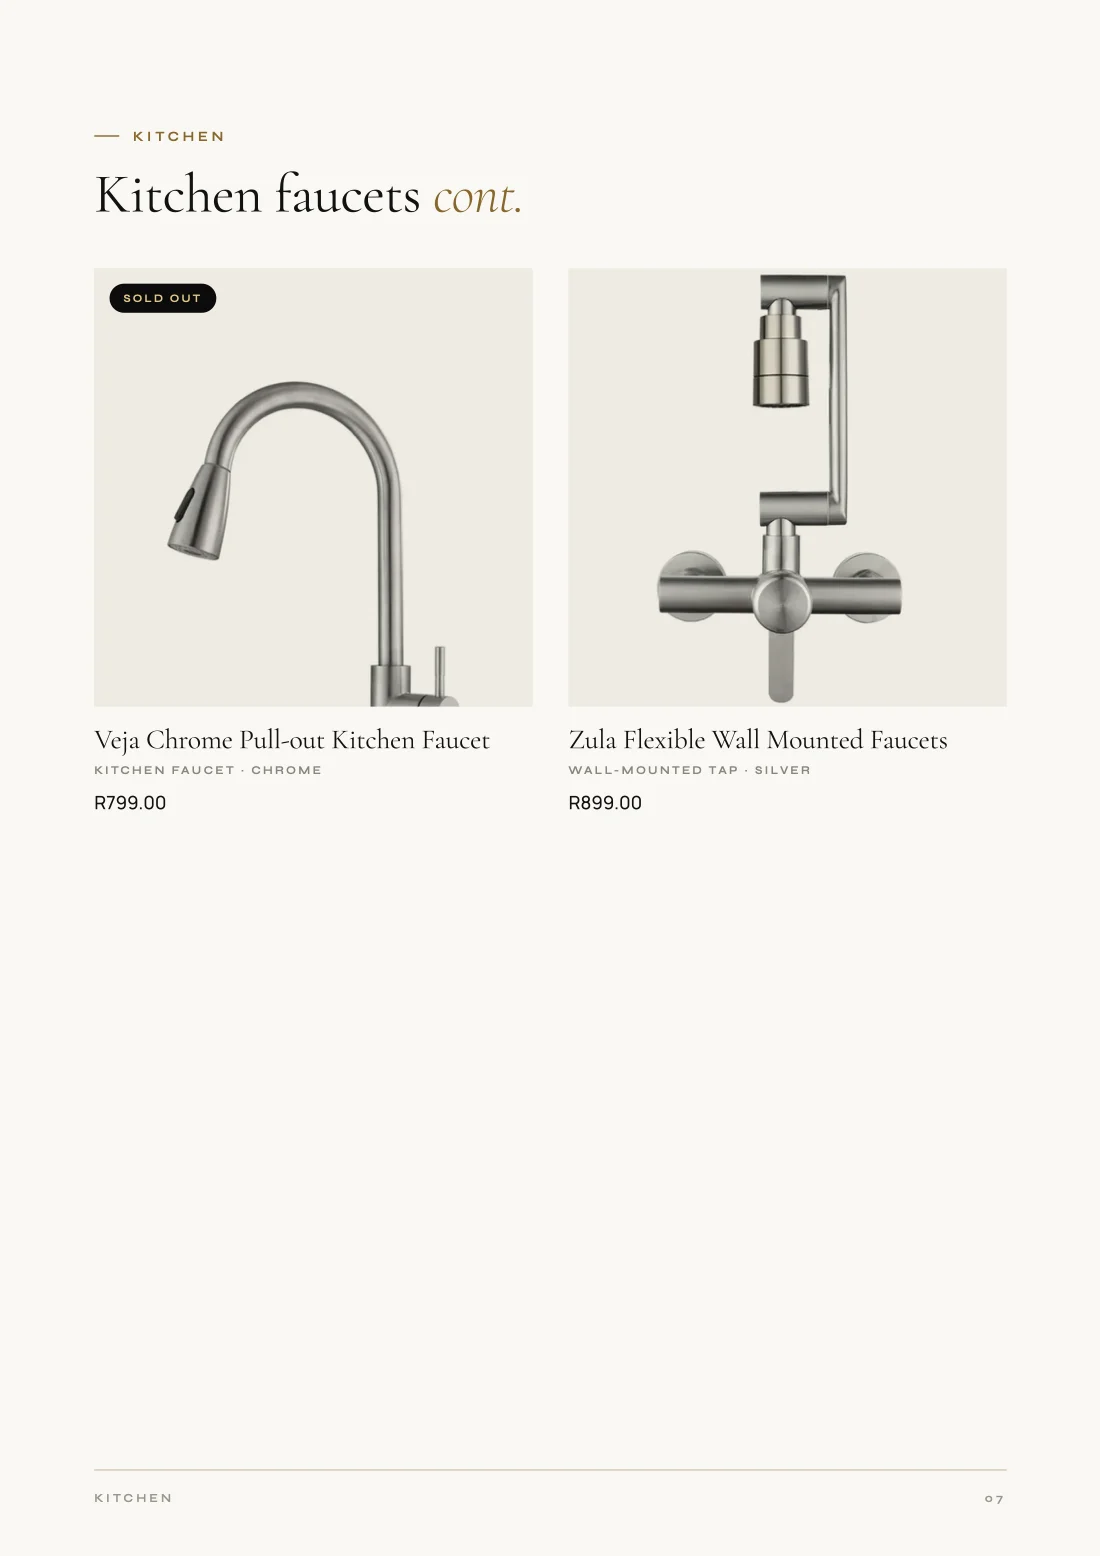 KITCHEN
Kitchen faucets cont.
SOLD OUT
Veja Chrome Pull-out Kitchen Faucet
KITCHEN FAUCET · CHROME
R799.00
Zula Flexible Wall Mounted Faucets
WALL-MOUNTED TAP · SILVER
R899.00
KITCHEN
07